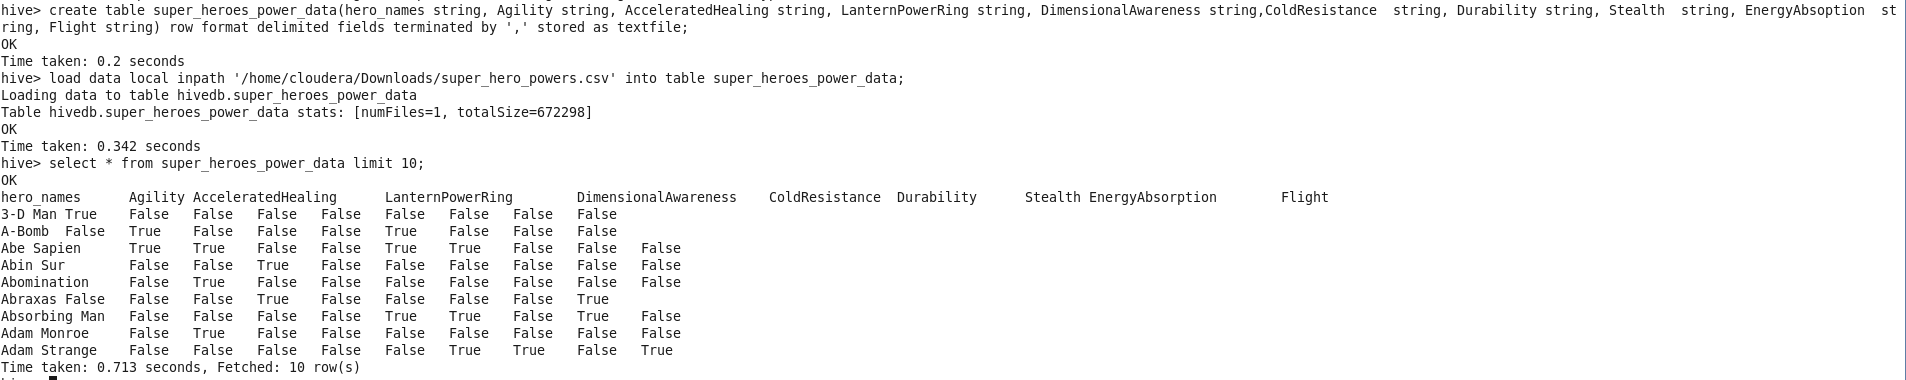 hive> create table super_heroes_power_data(hero_names string, Agility string, AcceleratedHealing string, LanternPowerRing string, DimensionalAwareness string,ColdResistance  string, Durability string, Stealth  string, EnergyAbsoption  st
ring, Flight string) row format delimited fields terminated by ',' stored as textfile;
OK
Time taken: 0.2 seconds
hive> load data local inpath '/home/cloudera/Downloads/super_hero_powers.csv' into table super_heroes_power_data;
Loading data to table hivedb.super_heroes_power_data
Table hivedb.super_heroes_power_data stats: [numFiles=1, totalSize=672298]
OK
Time taken: 0.342 seconds
hive> select * from super_heroes_power_data limit 10;
OK
hero_names      Agility AcceleratedHealing      LanternPowerRing        DimensionalAwareness    ColdResistance  Durability      Stealth EnergyAbsorption        Flight
3-D Man True    False   False   False   False   False   False   False   False
A-Bomb  False   True    False   False   False   True    False   False   False
Abe Sapien      True    True    False   False   True    True    False   False   False
Abin Sur        False   False   True    False   False   False   False   False   False
Abomination     False   True    False   False   False   False   False   False   False
Abraxas False   False   False   True    False   False   False   False   True
Absorbing Man   False   False   False   False   True    True    False   True    False
Adam Monroe     False   True    False   False   False   False   False   False   False
Adam Strange    False   False   False   False   False   True    True    False   True
Time taken: 0.713 seconds, Fetched: 10 row(s)